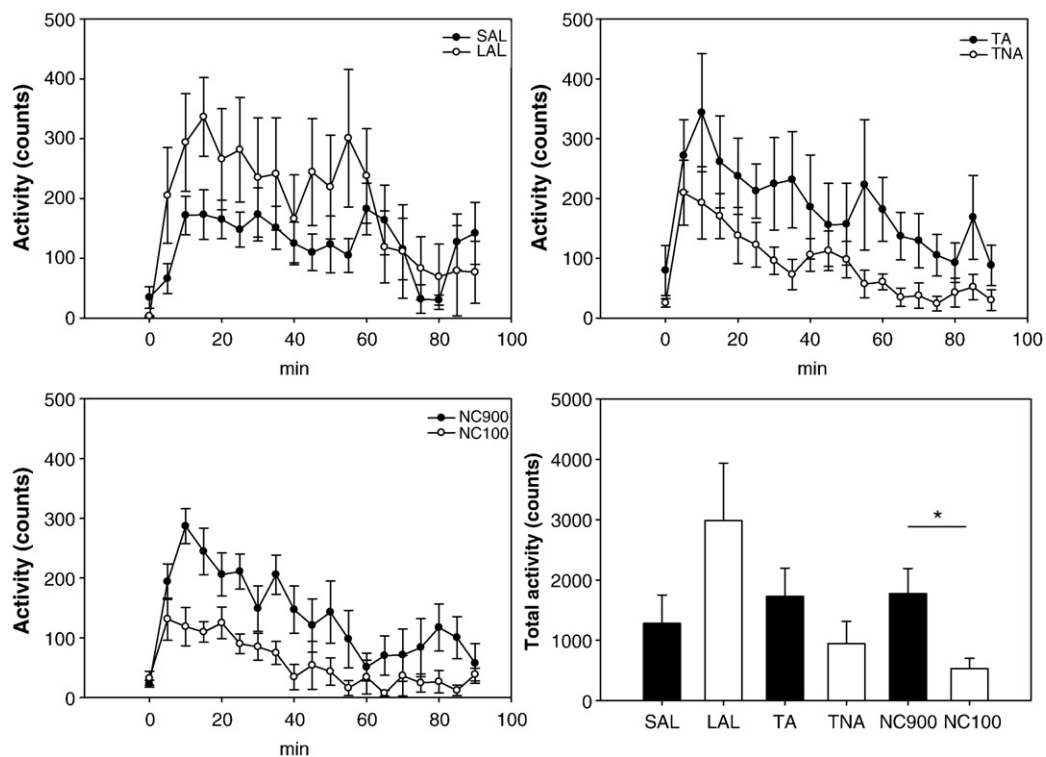 500
400
300
200
100
0
Activity (counts)
SAL
LAL
0 20 40 60 80 100
min
500
400
300
200
100
0
Activity (counts)
TA
TNA
0 20 40 60 80 100
min
500
400
300
200
100
0
Activity (counts)
NC900
NC100
0 20 40 60 80 100
min
5000
4000
3000
2000
1000
0
Total activity (counts)
*
SAL LAL TA TNA NC900 NC100